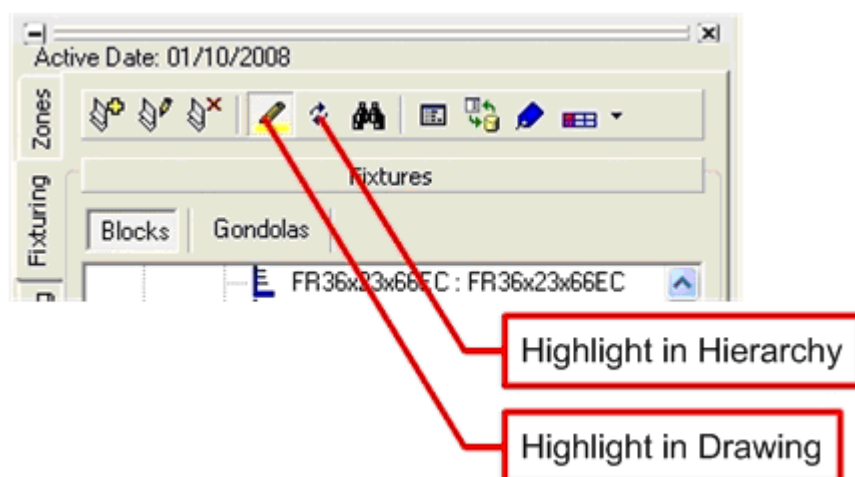 Active Date: 01/10/2008
Zones
Fixturing
Fixtures
Blocks Gondolas
FR36x23x66EC : FR36x23x66EC
Highlight in Hierarchy
Highlight in Drawing